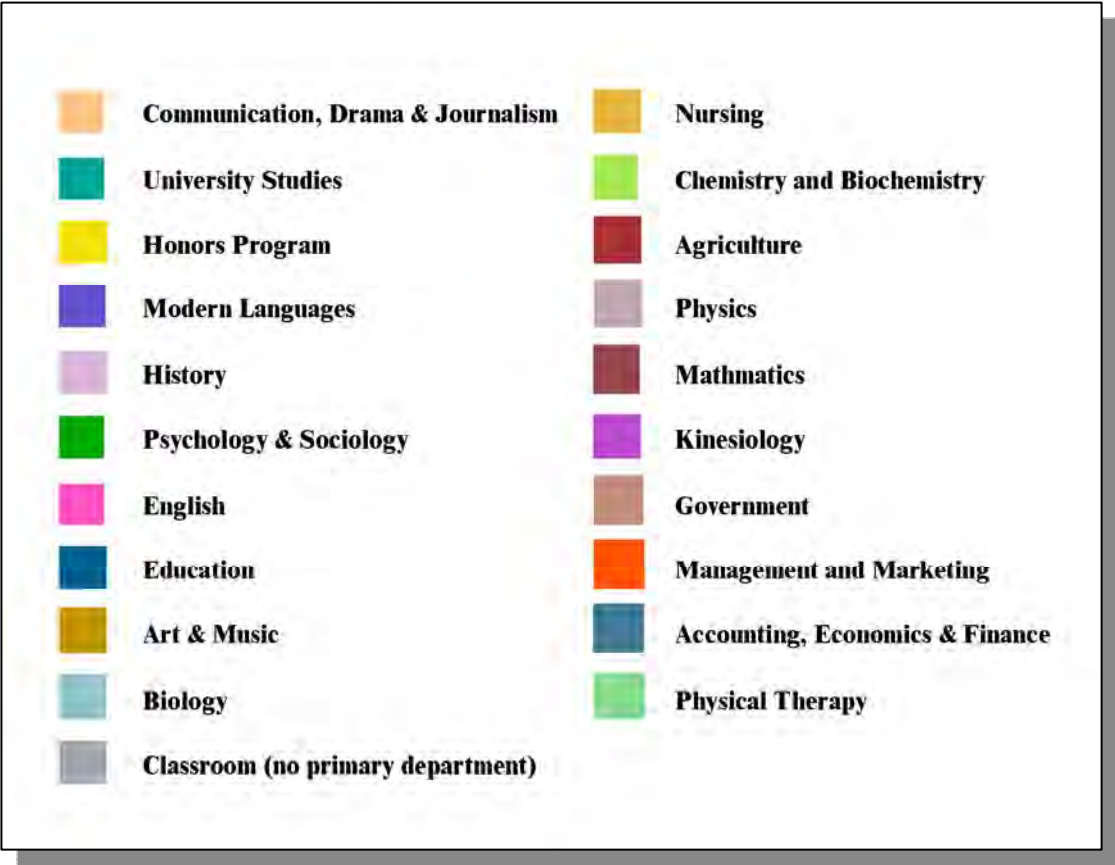 Communication, Drama & Journalism
University Studies
Honors Program
Modern Languages
History
Psychology & Sociology
English
Education
Art & Music
Biology
Classroom (no primary department)
Nursing
Chemistry and Biochemistry
Agriculture
Physics
Mathmatics
Kinesiology
Government
Management and Marketing
Accounting, Economics & Finance
Physical Therapy